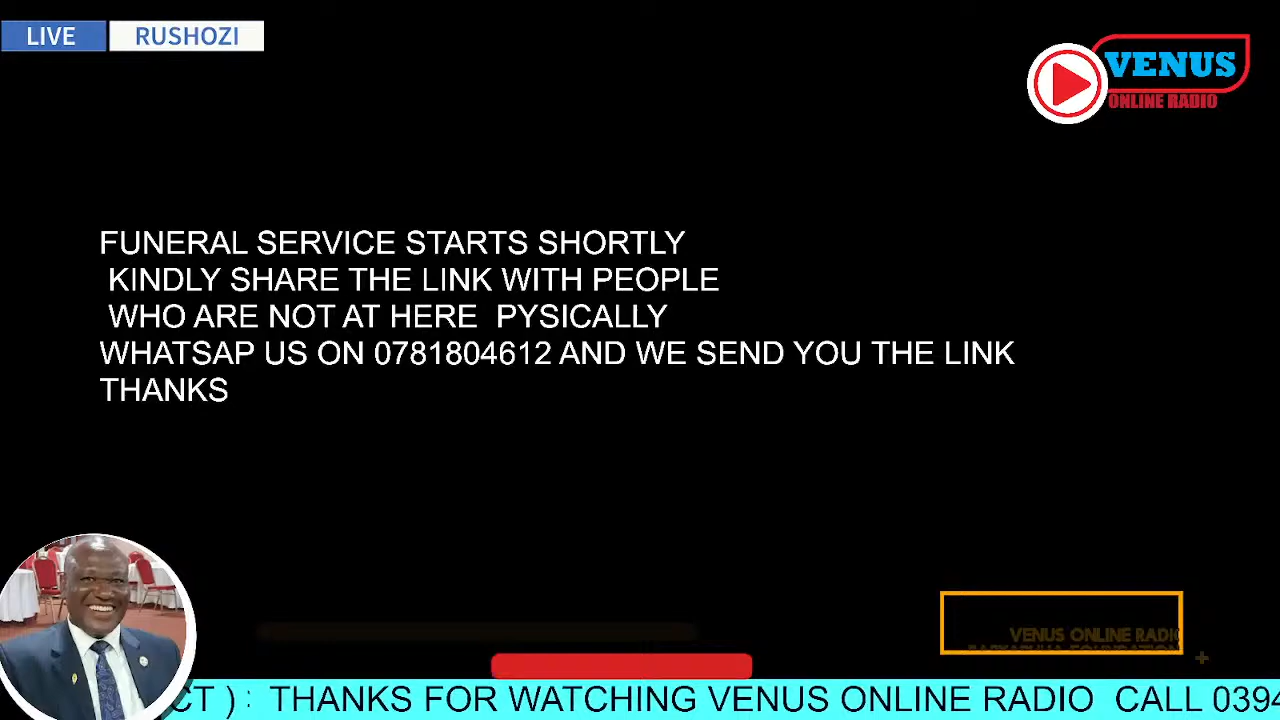 LIVE RUSHOZI
VENUS
ONLINE RADIO
FUNERAL SERVICE STARTS SHORTLY
KINDLY SHARE THE LINK WITH PEOPLE
WHO ARE NOT AT HERE PYSICALLY
WHATSAP US ON 0781804612 AND WE SEND YOU THE LINK
THANKS
VENUS ONLINE RADIO
CT ) : THANKS FOR WATCHING VENUS ONLINE RADIO CALL 0394